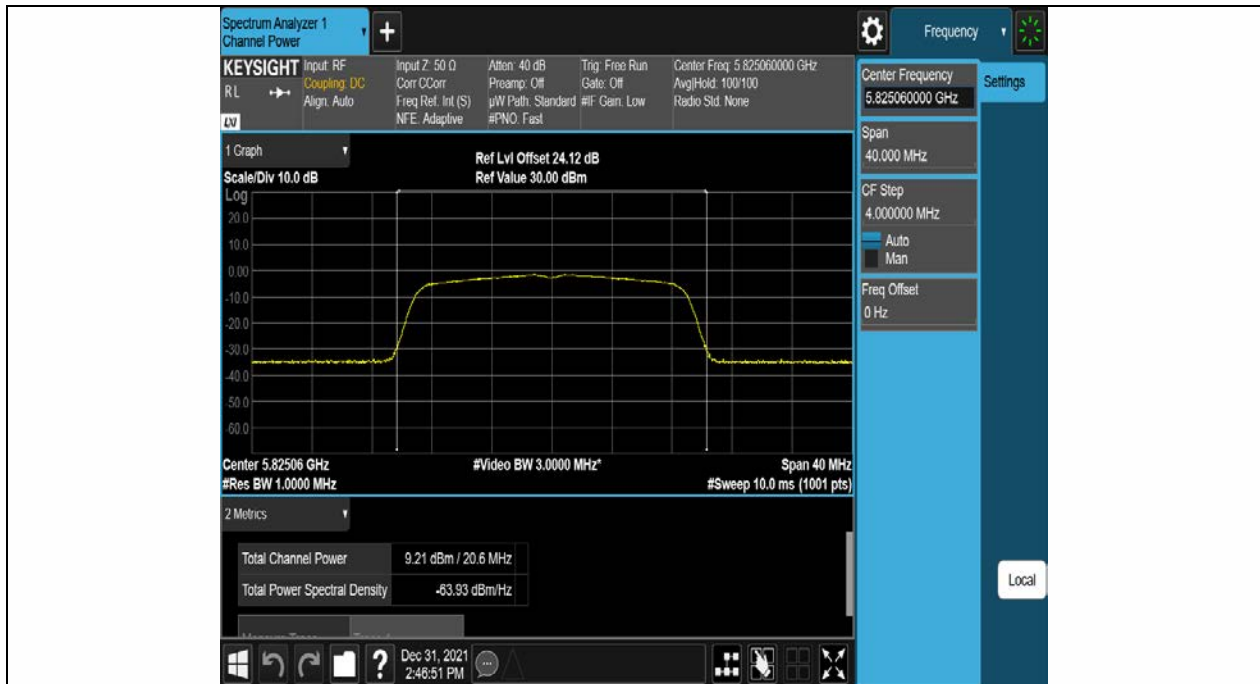 Spectrum Analyzer 1
Channel Power
+
Frequency
KEYSIGHT
RL
LXI
Input: RF
Coupling: DC
Align: Auto
Input Z: 50 Ω
Corr CCorr
Freq Ref: Int (S)
NFE: Adaptive
Atten: 40 dB
Preamp: Off
µW Path: Standard
#PNO: Fast
Trig: Free Run
Gate: Off
#IF Gain: Low
Center Freq: 5.825060000 GHz
Avg|Hold: 100/100
Radio Std: None
Center Frequency
5.825060000 GHz
Settings
Span
40.000 MHz
CF Step
4.000000 MHz
Auto
Man
Freq Offset
0 Hz
Local
1 Graph
Scale/Div 10.0 dB
Ref Lvl Offset 24.12 dB
Ref Value 30.00 dBm
Log
20.0
10.0
0.00
-10.0
-20.0
-30.0
-40.0
-50.0
-60.0
Center 5.82506 GHz
#Video BW 3.0000 MHz*
Span 40 MHz
#Res BW 1.0000 MHz
#Sweep 10.0 ms (1001 pts)
2 Metrics
Total Channel Power 9.21 dBm / 20.6 MHz
Total Power Spectral Density -63.93 dBm/Hz
?
Dec 31, 2021
2:46:51 PM